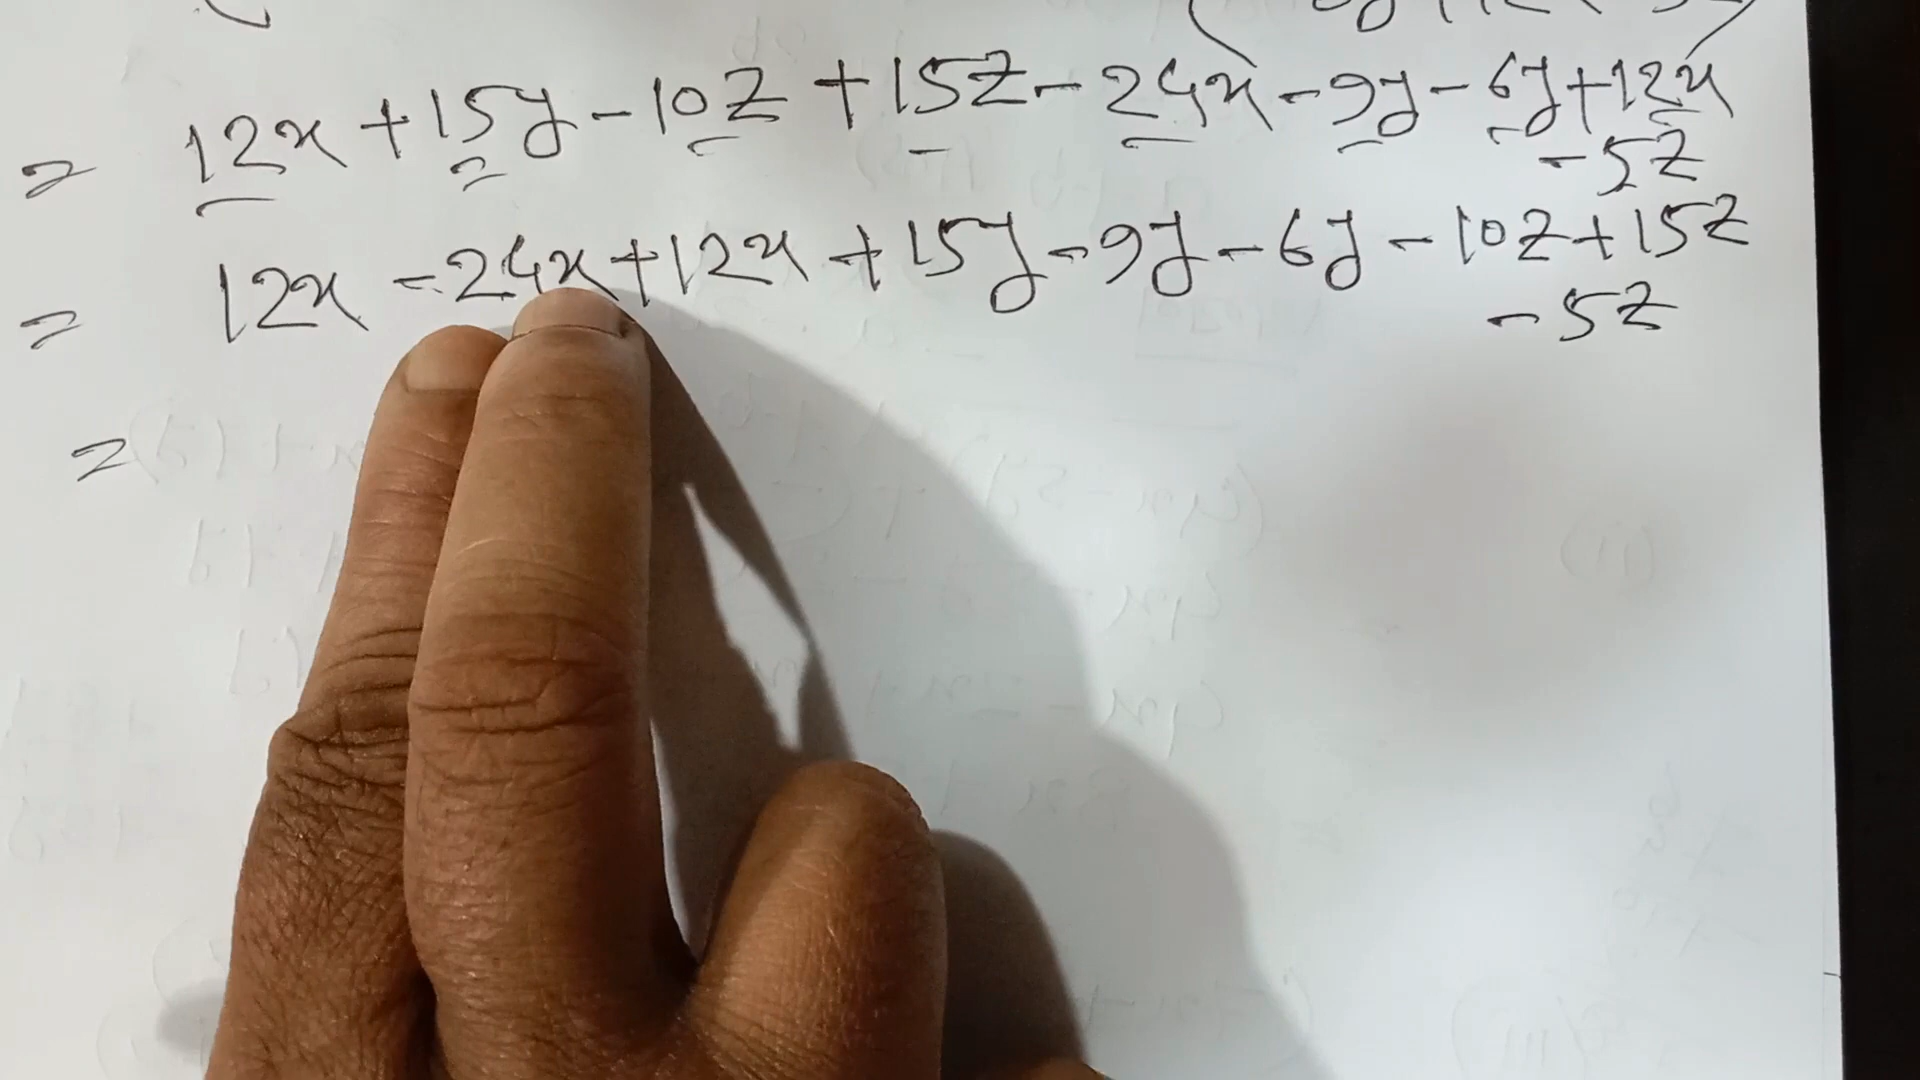 = 12x + 15y - 10z + 15z - 24x - 9y - 6y + 12x
- 5z
= 12x - 24x + 12x + 15y - 9y - 6y - 10z + 15z
- 5z
=